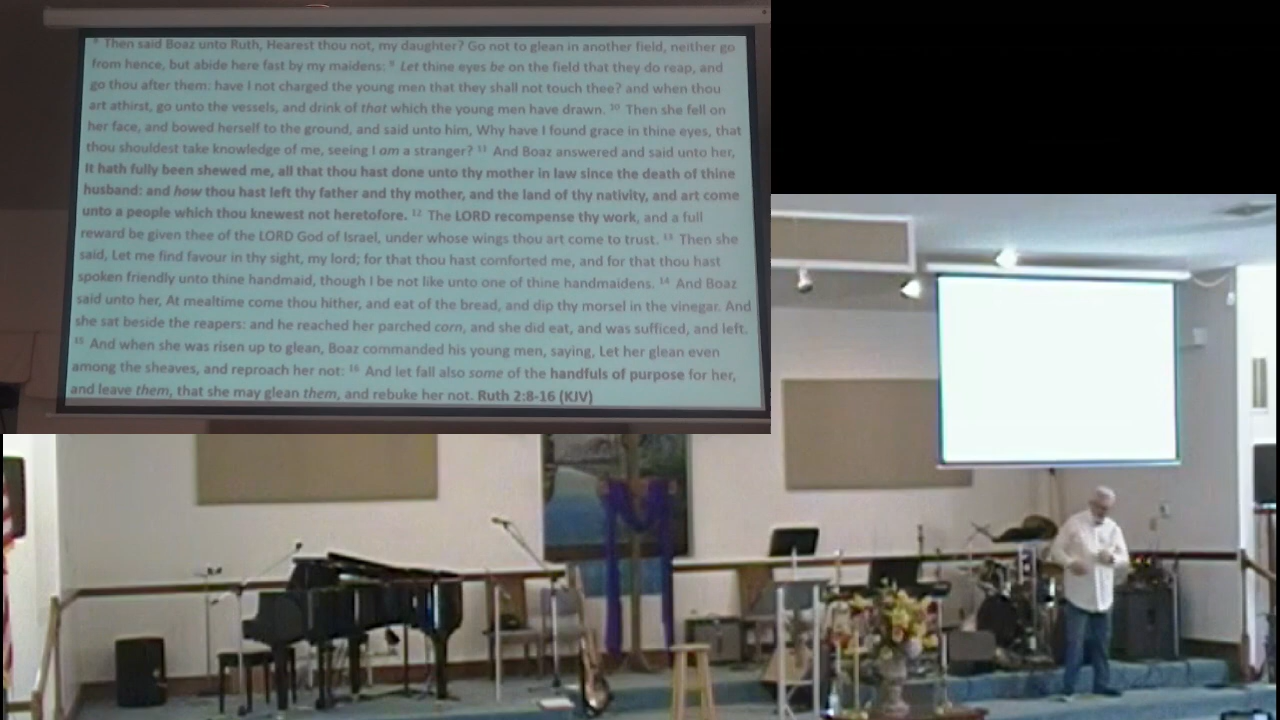 ⁸ Then said Boaz unto Ruth, Hearest thou not, my daughter? Go not to glean in another field, neither go
from hence, but abide here fast by my maidens: ⁹ Let thine eyes be on the field that they do reap, and
go thou after them: have I not charged the young men that they shall not touch thee? and when thou
art athirst, go unto the vessels, and drink of that which the young men have drawn. ¹⁰ Then she fell on
her face, and bowed herself to the ground, and said unto him, Why have I found grace in thine eyes, that
thou shouldest take knowledge of me, seeing I am a stranger? ¹¹ And Boaz answered and said unto her,
It hath fully been shewed me, all that thou hast done unto thy mother in law since the death of thine
husband: and how thou hast left thy father and thy mother, and the land of thy nativity, and art come
unto a people which thou knewest not heretofore. ¹² The LORD recompense thy work, and a full
reward be given thee of the LORD God of Israel, under whose wings thou art come to trust. ¹³ Then she
said, Let me find favour in thy sight, my lord; for that thou hast comforted me, and for that thou hast
spoken friendly unto thine handmaid, though I be not like unto one of thine handmaidens. ¹⁴ And Boaz
said unto her, At mealtime come thou hither, and eat of the bread, and dip thy morsel in the vinegar. And
she sat beside the reapers: and he reached her parched corn, and she did eat, and was sufficed, and left.
¹⁵ And when she was risen up to glean, Boaz commanded his young men, saying, Let her glean even
among the sheaves, and reproach her not: ¹⁶ And let fall also some of the handfuls of purpose for her,
and leave them, that she may glean them, and rebuke her not. Ruth 2:8-16 (KJV)